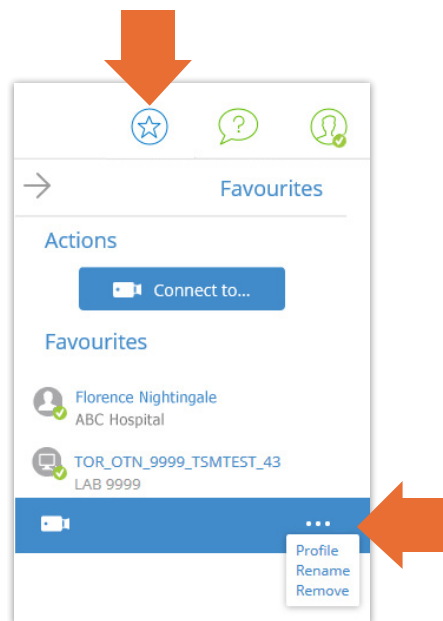 ?
Favourites
Actions
Connect to...
Favourites
Florence Nightingale
ABC Hospital
TOR_OTN_9999_TSMTEST_43
LAB 9999
...
Profile
Rename
Remove